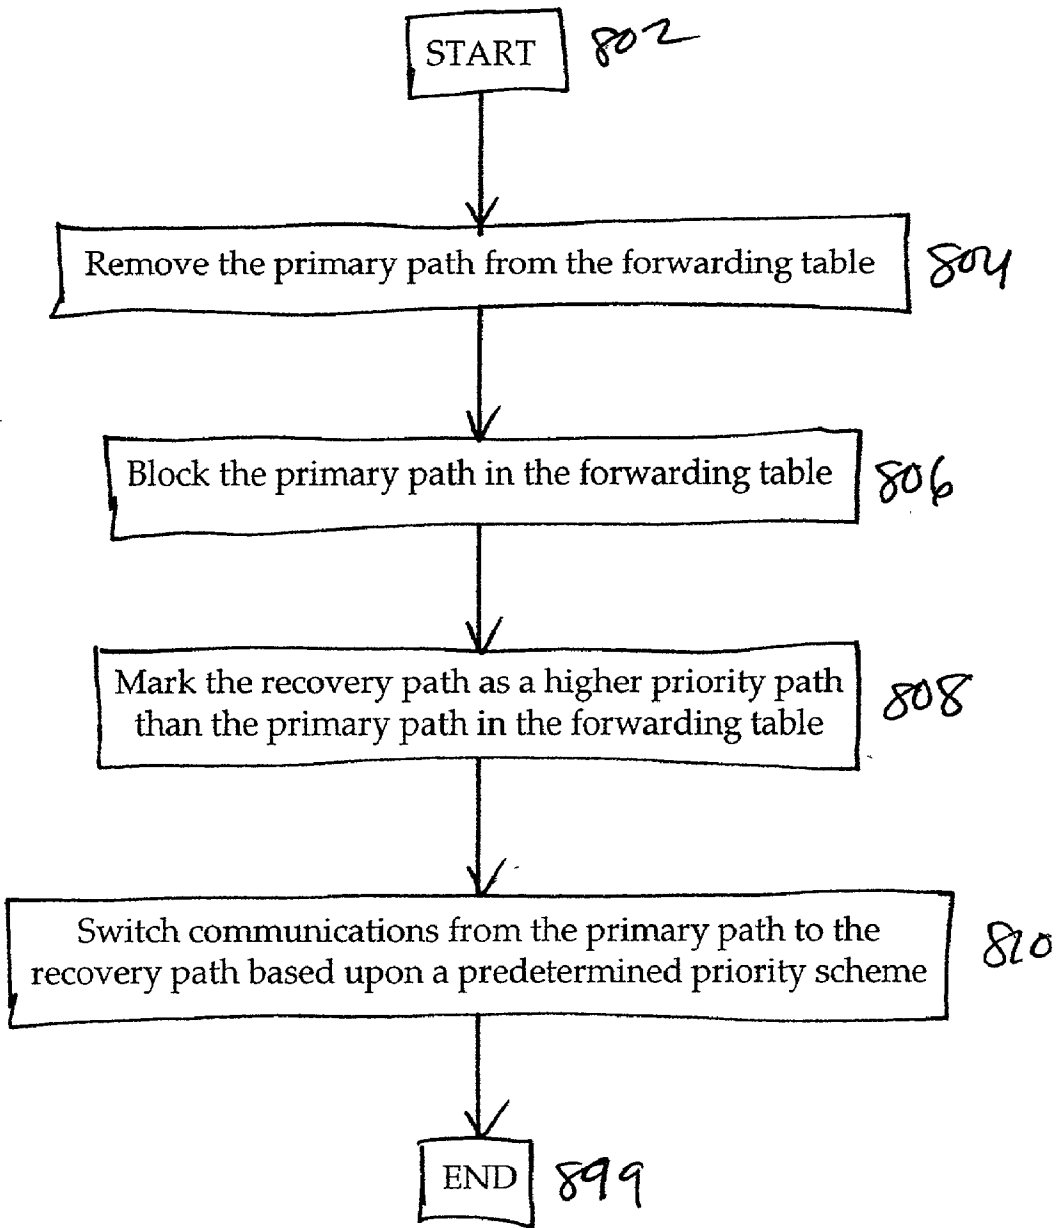 START 802
Remove the primary path from the forwarding table 804
Block the primary path in the forwarding table 806
Mark the recovery path as a higher priority path
than the primary path in the forwarding table 808
Switch communications from the primary path to the
recovery path based upon a predetermined priority scheme 810
END 899